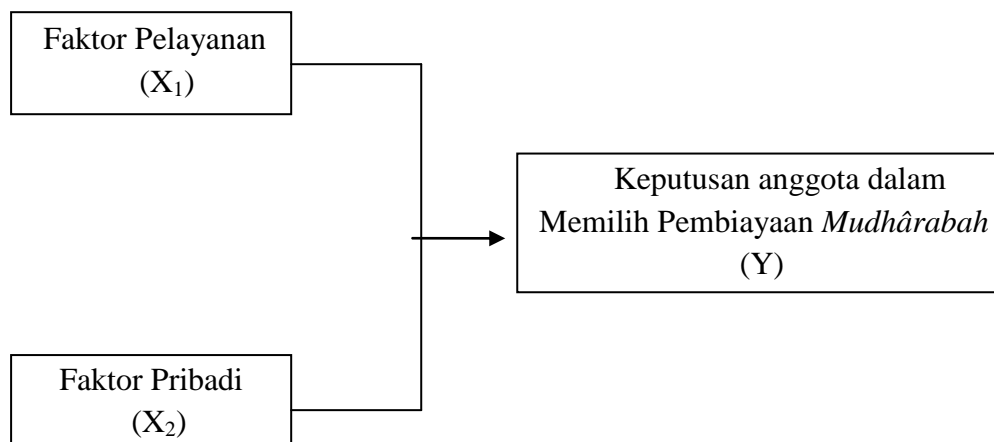 Faktor Pelayanan
(X₁)
Keputusan anggota dalam
Memilih Pembiayaan Mudhârabah
(Y)
Faktor Pribadi
(X₂)